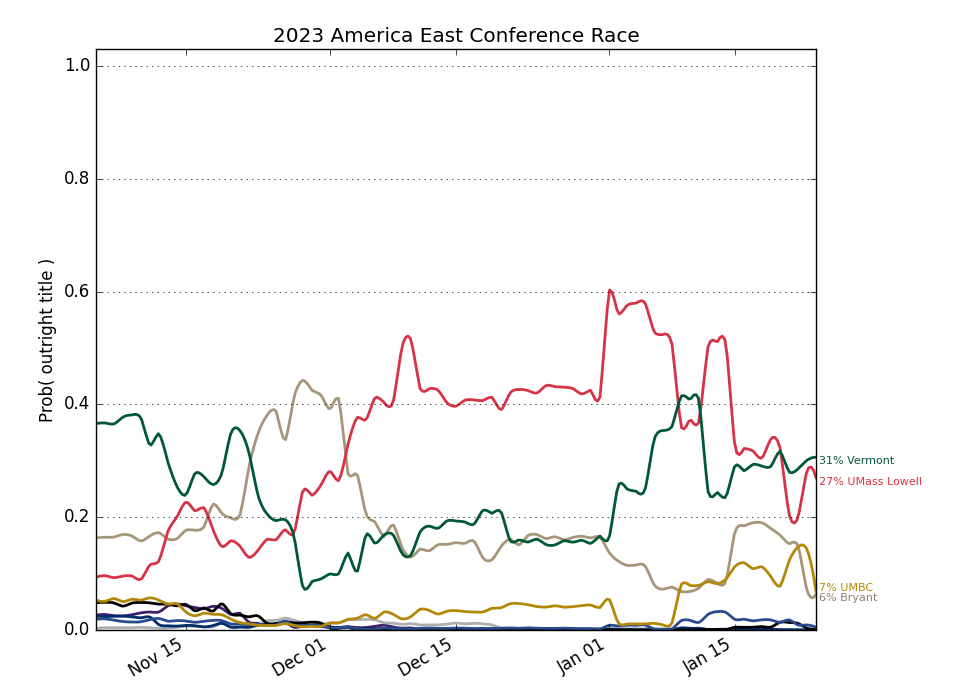 2023 America East Conference Race
1.0
0.8
0.6
0.4
0.2
0.0
Prob( outright title )
31% Vermont
27% UMass Lowell
7% UMBC
6% Bryant
Nov 15
Dec 01
Dec 15
Jan 01
Jan 15